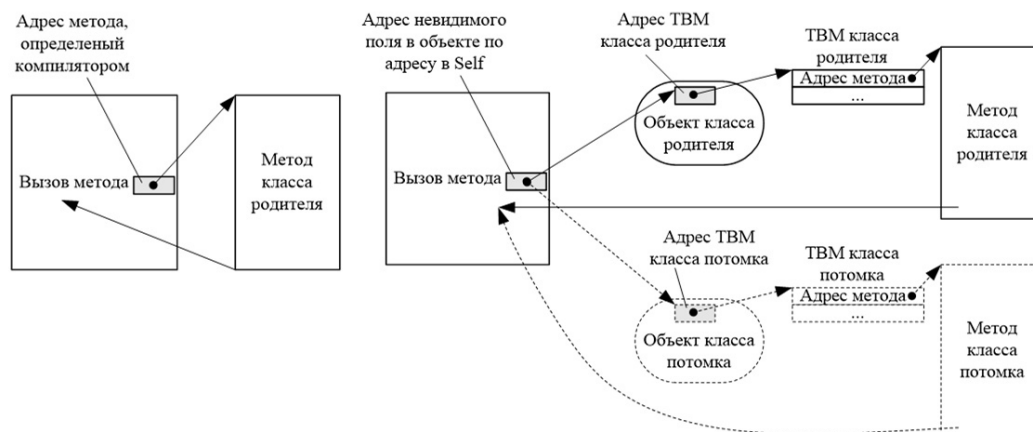 Адрес метода,
определеный
компилятором
Вызов метода
Метод
класса
родителя
Адрес невидимого
поля в объекте по
адресу в Self
Вызов метода
Адрес ТВМ
класса родителя
Объект класса
родителя
ТВМ класса
родителя
Адрес метода
...
Метод
класса
родителя
Адрес ТВМ
класса потомка
Объект класса
потомка
ТВМ класса
потомка
Адрес метода
...
Метод
класса
потомка